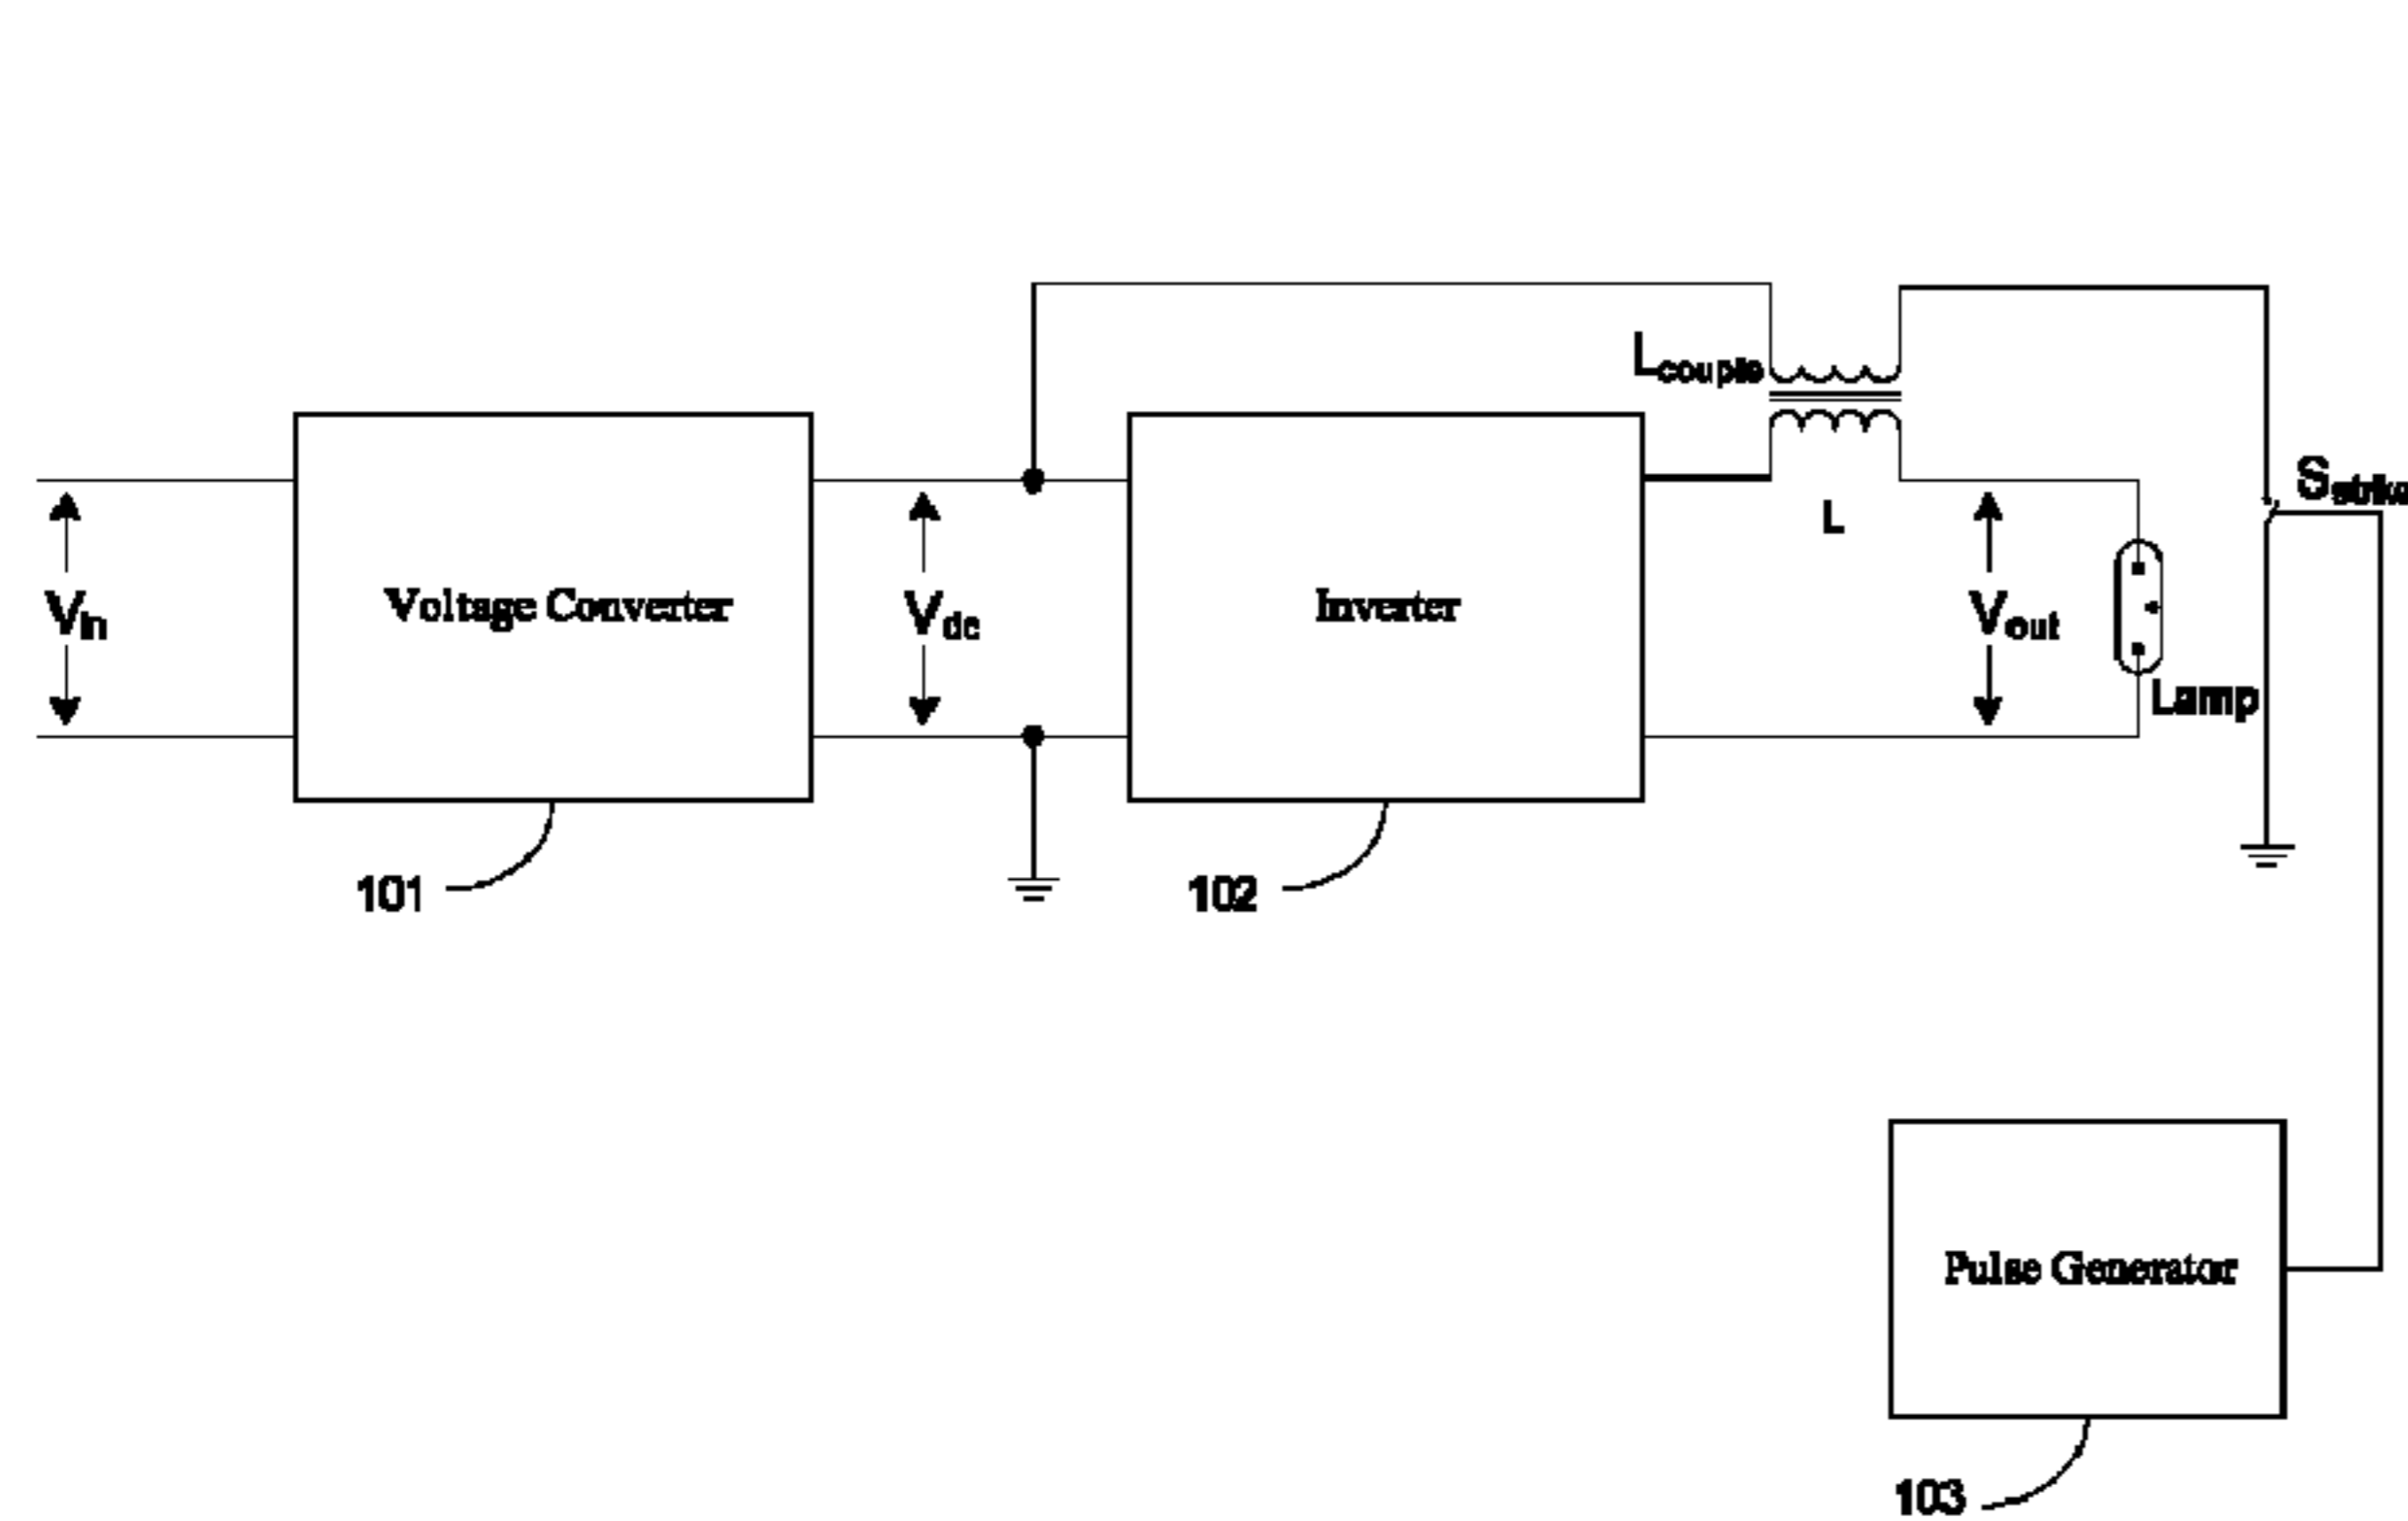 Lcouple
Sstrike
L
Vin
Voltage Converter
Vdc
Inverter
Vout
Lamp
101
102
Pulse Generator
103